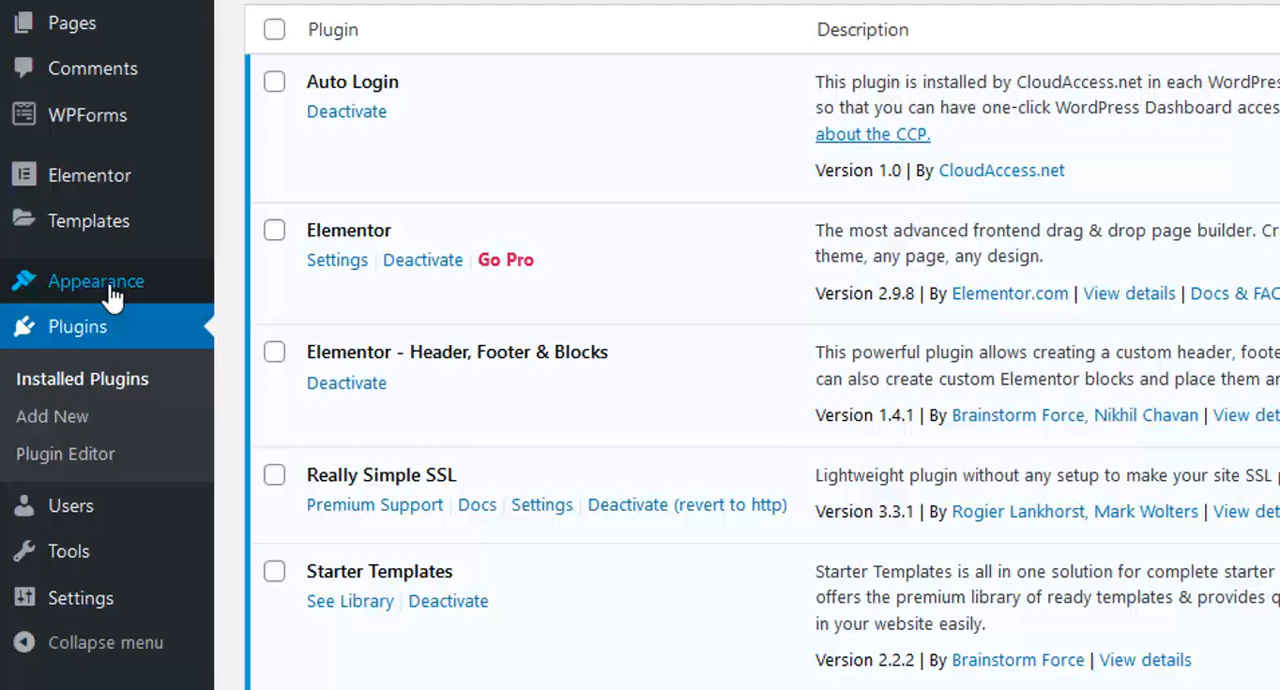 Pages
Comments
WPForms
Elementor
Templates
Appearance
Plugins
Installed Plugins
Add New
Plugin Editor
Users
Tools
Settings
Collapse menu
Plugin Description
Auto Login
Deactivate
This plugin is installed by CloudAccess.net in each
so that you can have one-click WordPress Dashboard
about the CCP.
Version 1.0 | By CloudAccess.net
Elementor
Settings | Deactivate | Go Pro
The most advanced frontend drag & drop page builder.
theme, any page, any design.
Version 2.9.8 | By Elementor.com | View details | Docs &
Elementor - Header, Footer & Blocks
Deactivate
This powerful plugin allows creating a custom header,
can also create custom Elementor blocks and place them
Version 1.4.1 | By Brainstorm Force, Nikhil Chavan | View
Really Simple SSL
Premium Support | Docs | Settings | Deactivate (revert to http)
Lightweight plugin without any setup to make your site SSL
Version 3.3.1 | By Rogier Lankhorst, Mark Wolters | View
Starter Templates
See Library | Deactivate
Starter Templates is all in one solution for complete starter
offers the premium library of ready templates & provides
in your website easily.
Version 2.2.2 | By Brainstorm Force | View details